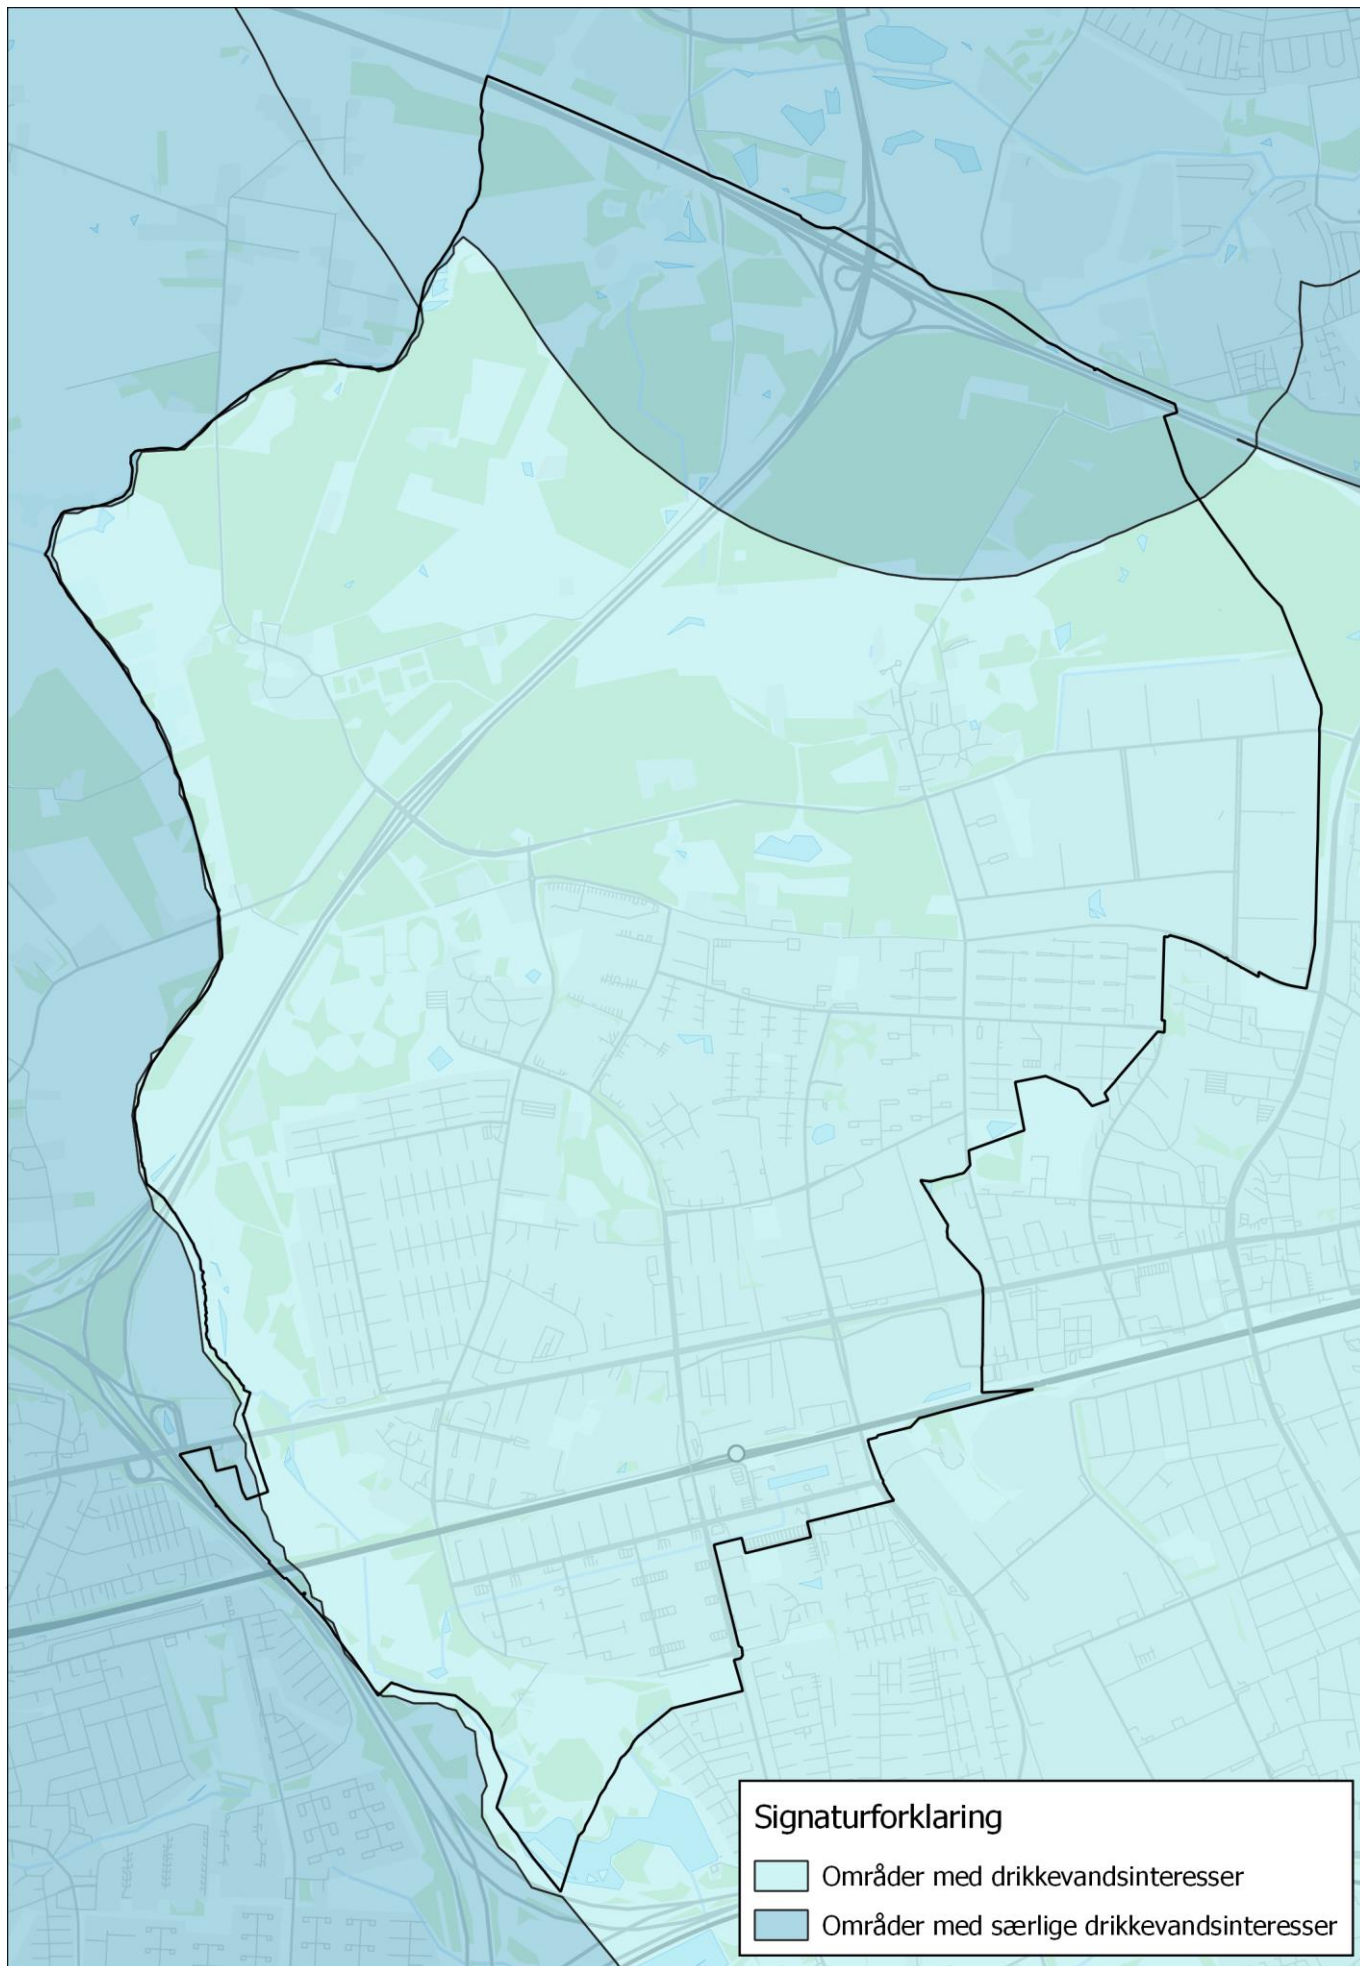 Signaturforklaring
Områder med drikkevandsinteresser
Områder med særlige drikkevandsinteresser